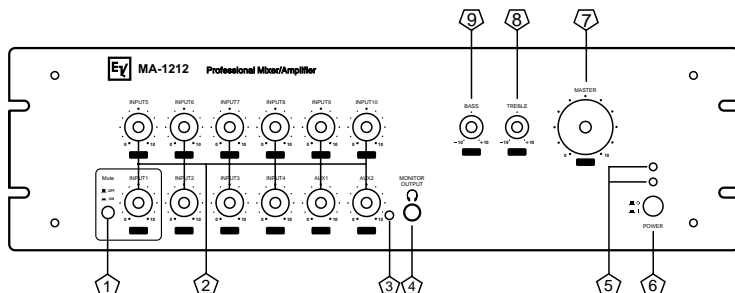 9 8 7
EV MA-1212 Professional Mixer/Amplifier
MASTER
INPUT5 INPUT6 INPUT7 INPUT8 INPUT9 INPUT10 BASS TREBLE
0 10 0 10 0 10 0 10 0 10 0 10 -10 +10 -10 +10 0 10
Mute INPUT1 INPUT2 INPUT3 INPUT4 AUX1 AUX2 MONITOR
OUTPUT
OFF
ON
0 10 0 10 0 10 0 10 0 10 0 10
O
I
POWER
1 2 3 4 5 6